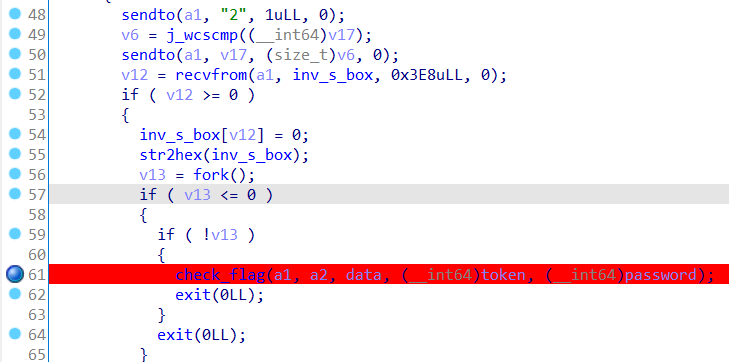 48 sendto(a1, "2", 1uLL, 0);
49 v6 = j_wcscmp((__int64)v17);
50 sendto(a1, v17, (size_t)v6, 0);
51 v12 = recvfrom(a1, inv_s_box, 0x3E8uLL, 0);
52 if ( v12 >= 0 )
53 {
54 inv_s_box[v12] = 0;
55 str2hex(inv_s_box);
56 v13 = fork();
57 if ( v13 <= 0 )
58 {
59 if ( !v13 )
60 {
61 check_flag(a1, a2, data, (__int64)token, (__int64)password);
62 exit(0LL);
63 }
64 exit(0LL);
65 }